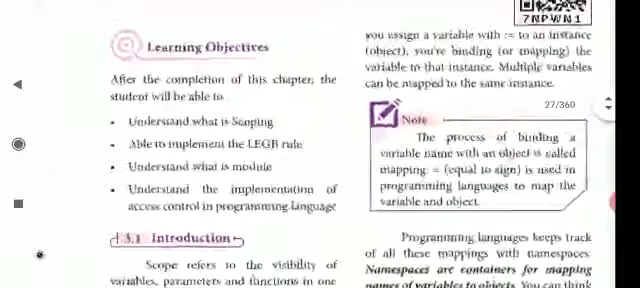 7NPWN1
Learning Objectives
After the completion of this chapter, the
student will be able to
• Understand what is Scoping
• Able to implement the LEGB rule
• Understand what is module
• Understand the implementation of
access control in programming language
3.1 Introduction
Scope refers to the visibility of
variables, parameters and functions in one
you assign a variable with := to an instance
(object), you're binding (or mapping) the
variable to that instance. Multiple variables
can be mapped to the same instance.
27/360
Note
The process of binding a
variable name with an object is called
mapping. = (equal to sign) is used in
programming languages to map the
variable and object.
Programming languages keeps track
of all these mappings with namespaces.
Namespaces are containers for mapping
names of variables to objects. You can think